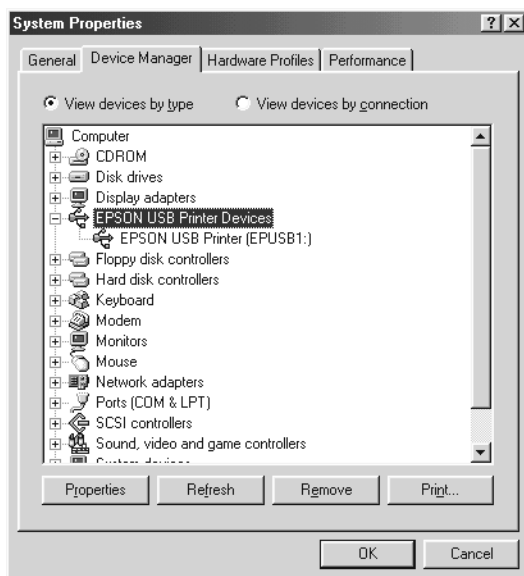 System Properties
General Device Manager Hardware Profiles Performance
View devices by type View devices by connection
Computer
CDROM
Disk drives
Display adapters
EPSON USB Printer Devices
EPSON USB Printer (EPUSB1:)
Floppy disk controllers
Hard disk controllers
Keyboard
Modem
Monitors
Mouse
Network adapters
Ports (COM & LPT)
SCSI controllers
Sound, video and game controllers
Properties Refresh Remove Print...
OK Cancel